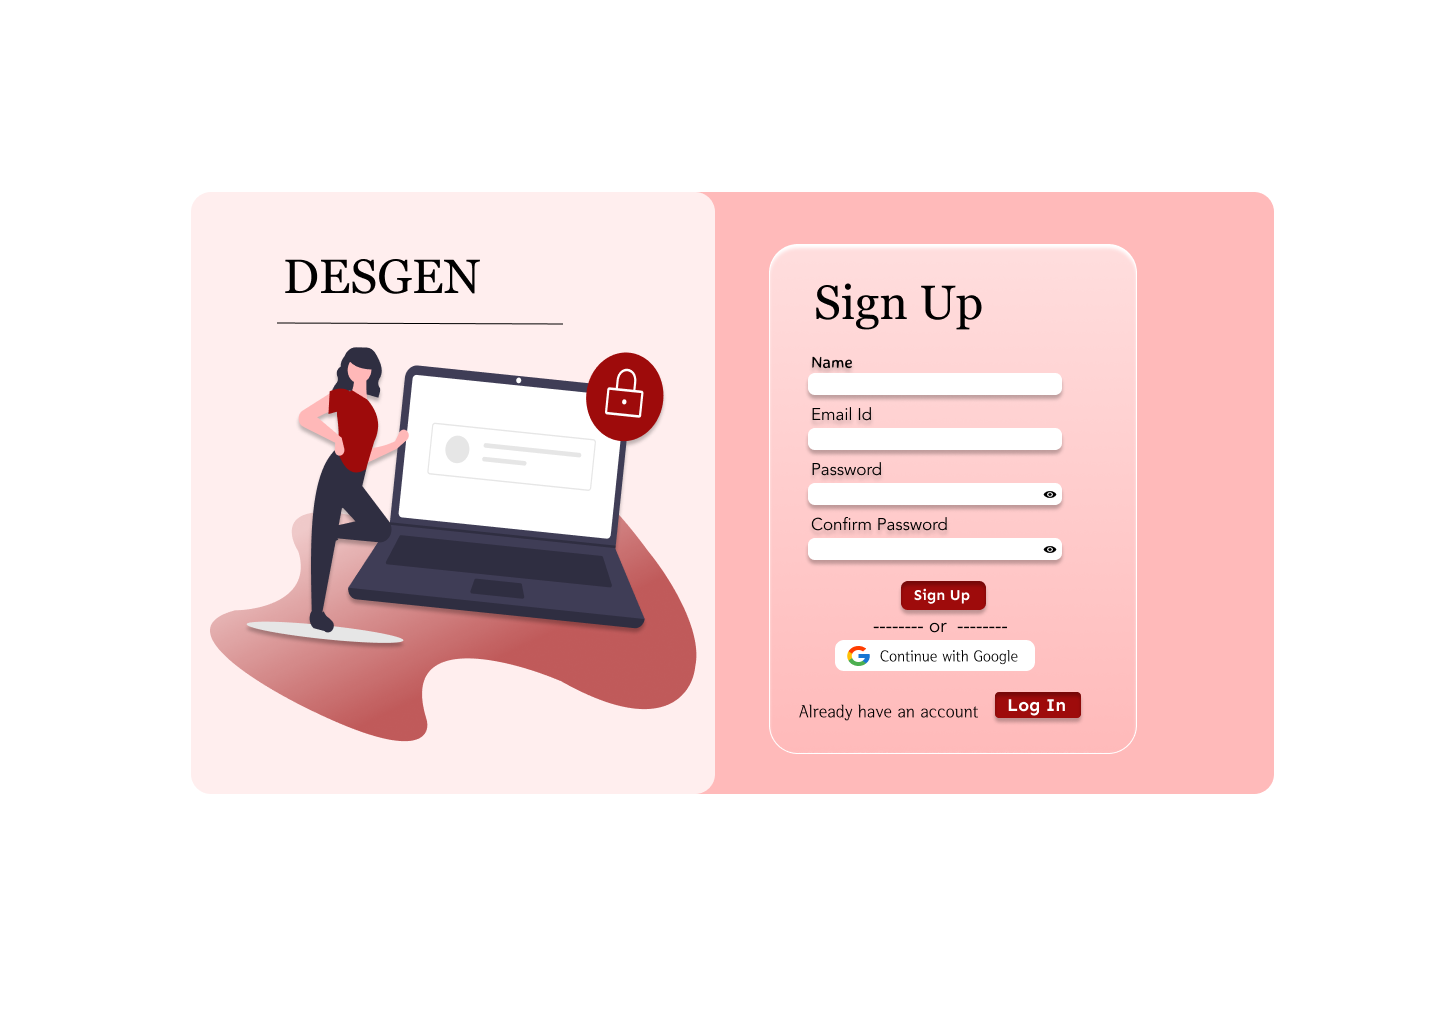 DESGEN
Sign Up
Name
Email Id
Password
Confirm Password
Sign Up
-------- or --------
Continue with Google
Already have an account
Log In